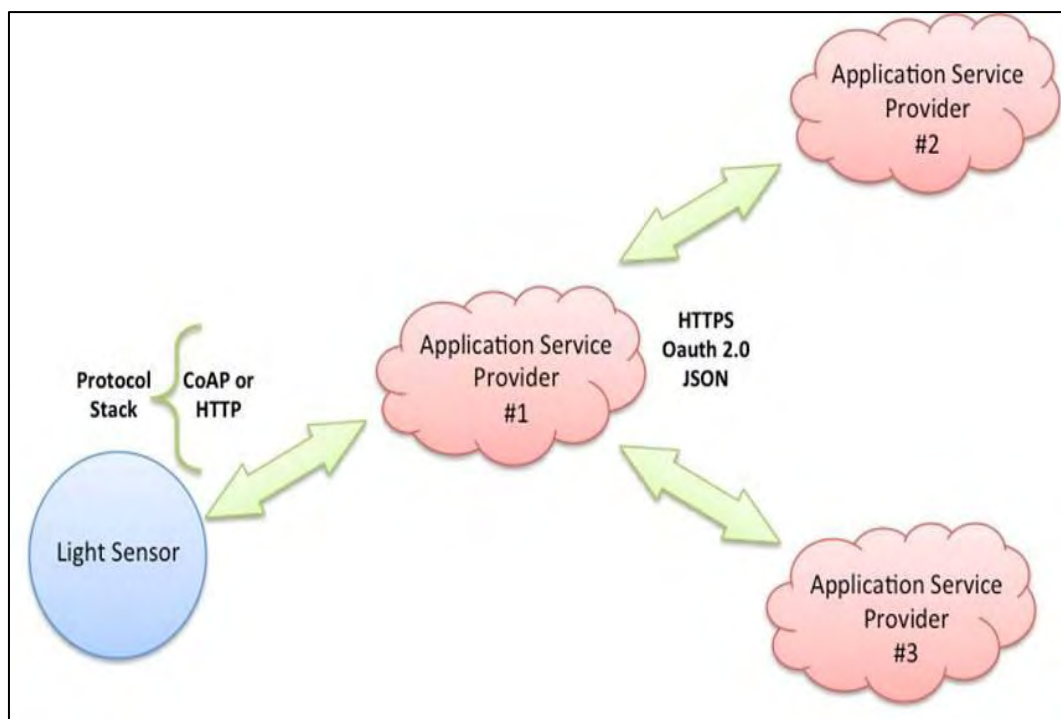 Application Service
Provider
#2
Application Service
Provider
#1
HTTPS
Oauth 2.0
JSON
Protocol
Stack
CoAP or
HTTP
Light Sensor
Application Service
Provider
#3